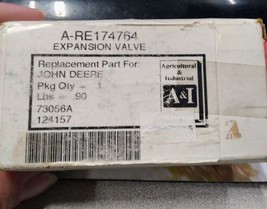 A-RE174764
EXPANSION VALVE
Replacement Part For:
JOHN DEERE
Pkg Qty = 1
Lbs = .90
73056A
124157
Agricultural
&
Industrial
A&I